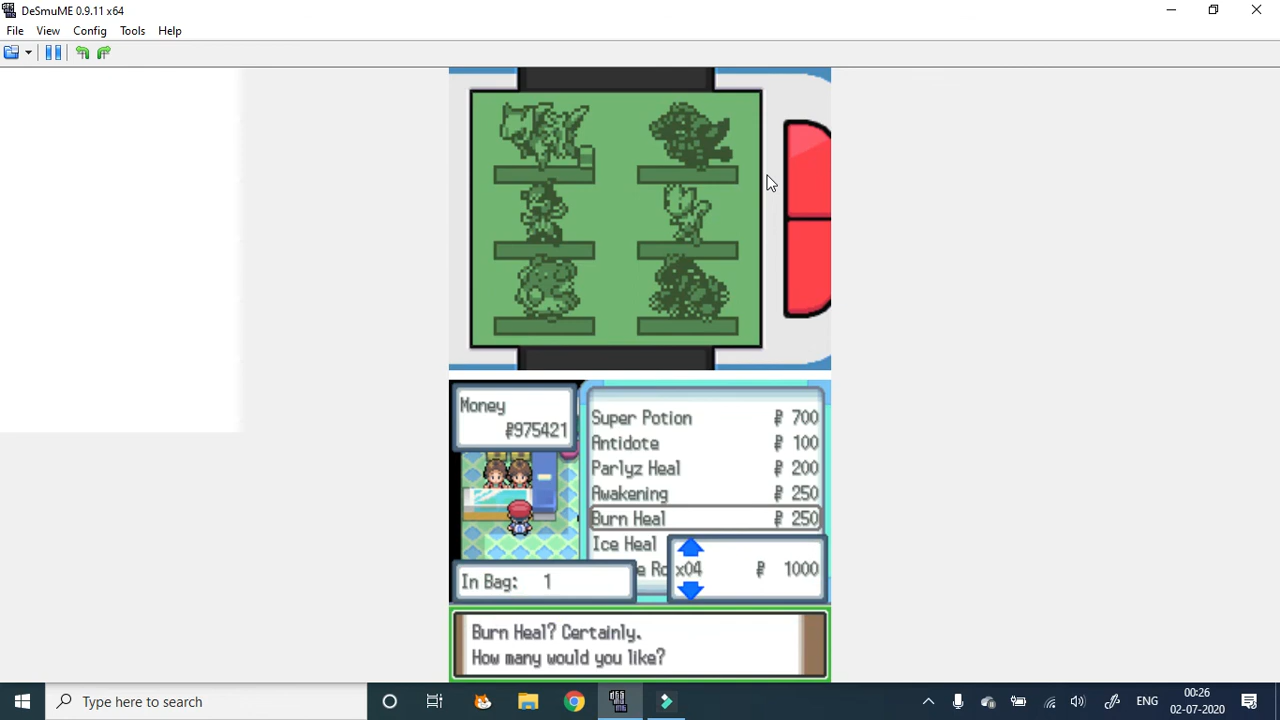 DeSmuME 0.9.11 x64
File View Config Tools Help
Money
₽975421
Super Potion ₽ 700
Antidote ₽ 100
Parlyz Heal ₽ 200
Awakening ₽ 250
Burn Heal ₽ 250
Ice Heal
e Ro x04 ₽ 1000
In Bag: 1
Burn Heal? Certainly.
How many would you like?
Type here to search
ENG
00:26
02-07-2020